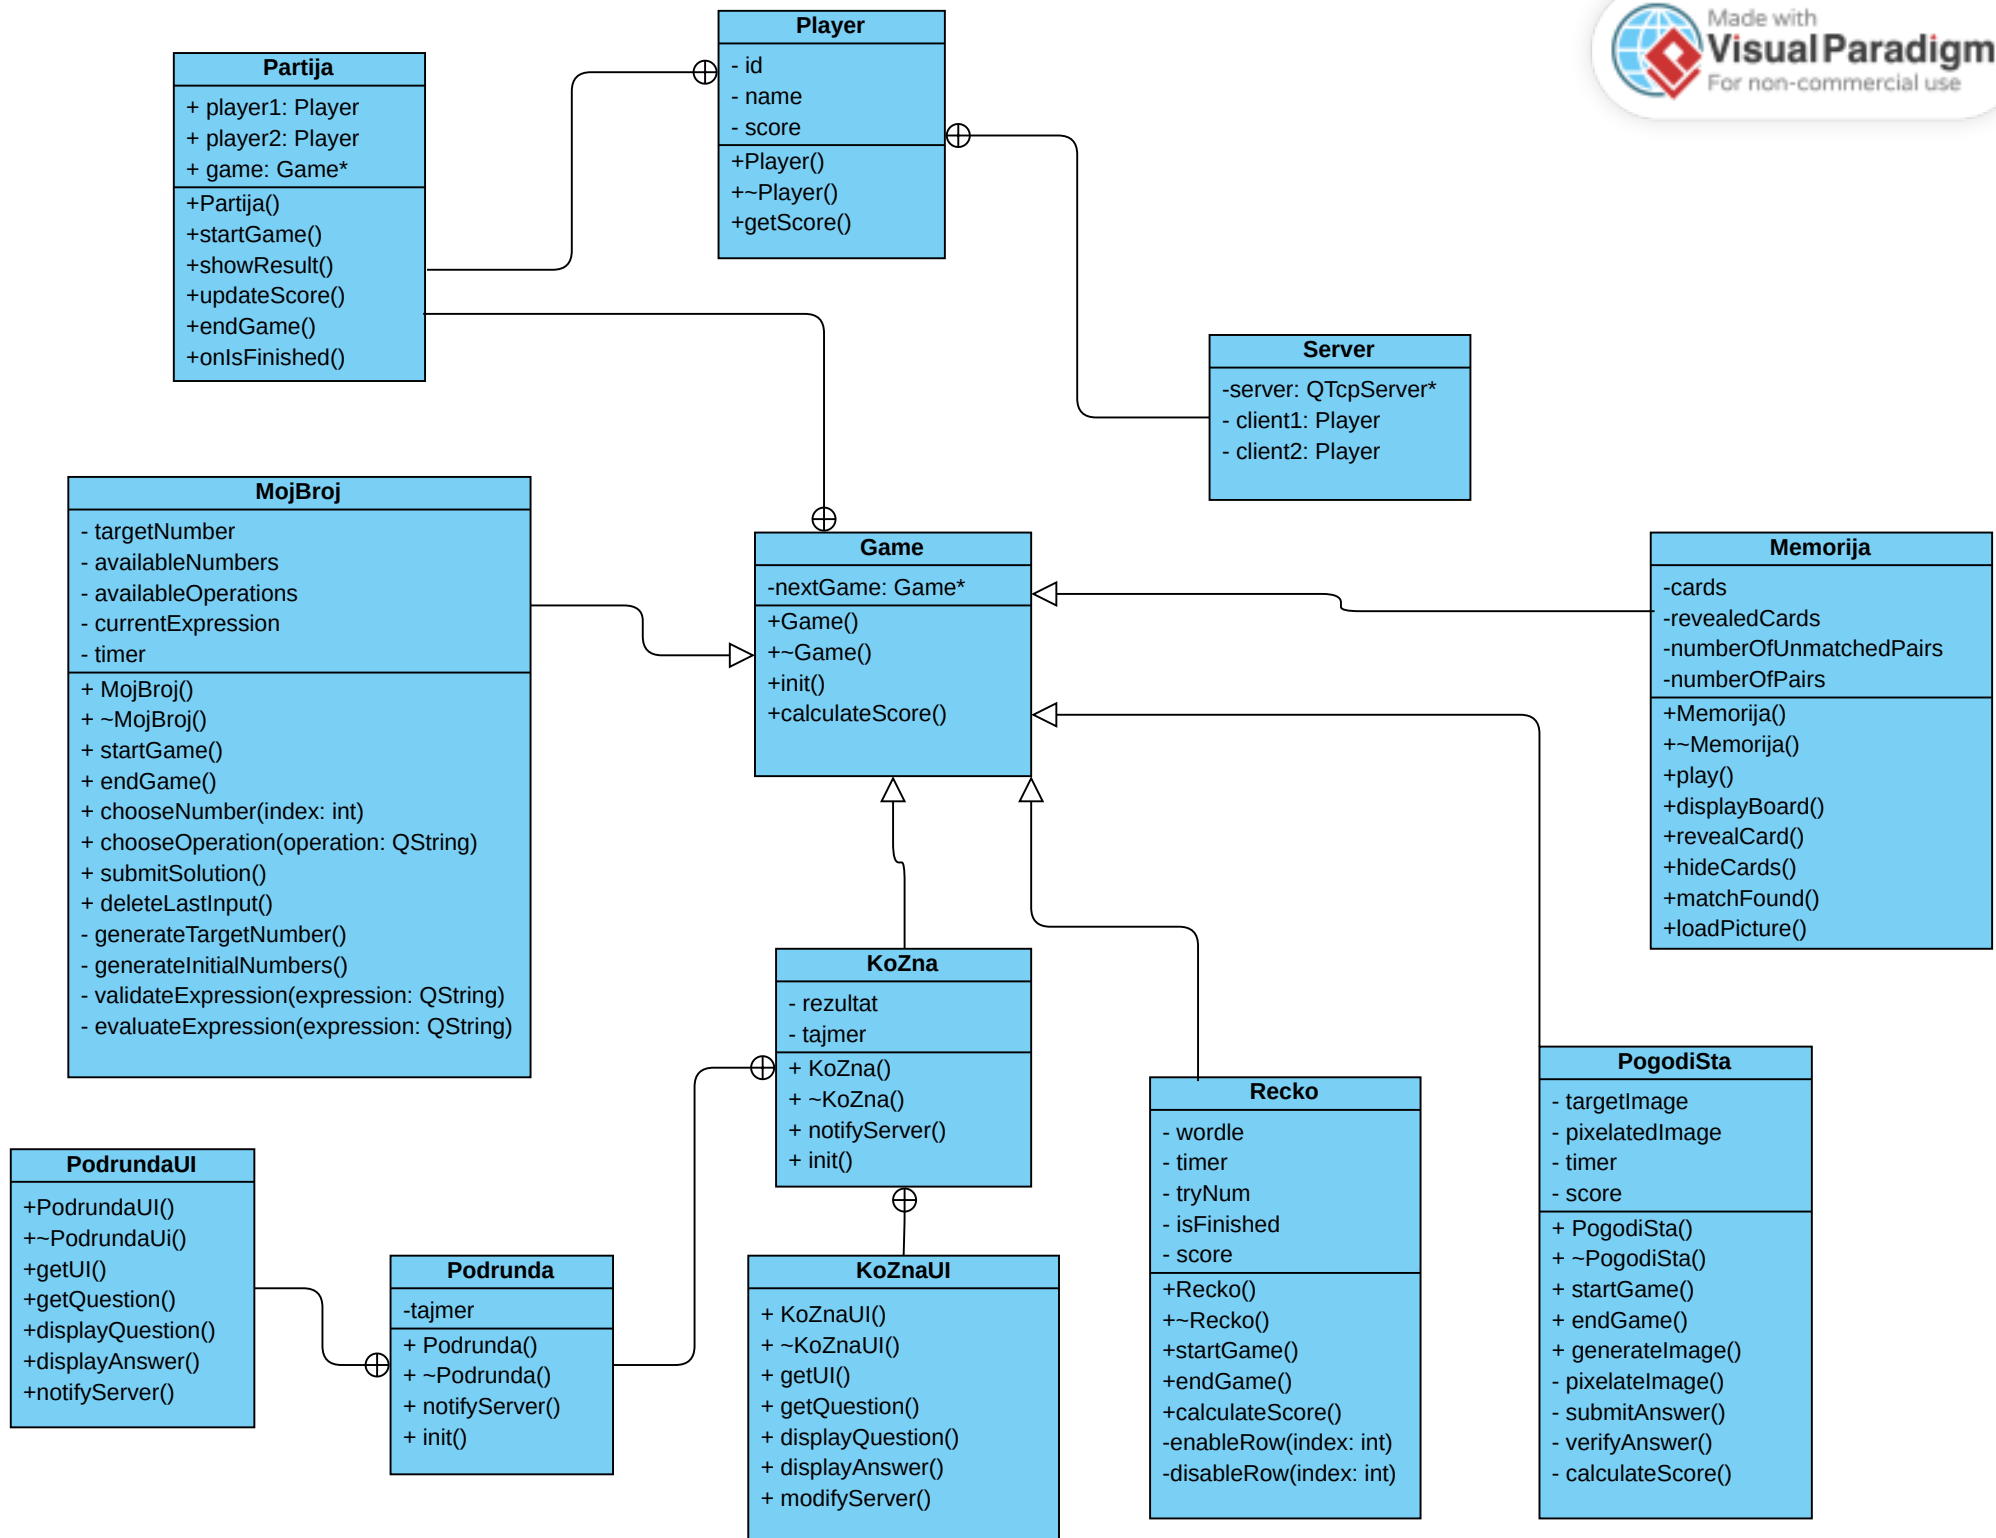 Made with
Visual Paradigm
For non-commercial use
Player
- id
- name
- score
+Player()
+~Player()
+getScore()
Partija
+ player1: Player
+ player2: Player
+ game: Game*
+Partija()
+startGame()
+showResult()
+updateScore()
+endGame()
+onIsFinished()
Server
-server: QTcpServer*
- client1: Player
- client2: Player
MojBroj
- targetNumber
- availableNumbers
- availableOperations
- currentExpression
- timer
+ MojBroj()
+ ~MojBroj()
+ startGame()
+ endGame()
+ chooseNumber(index: int)
+ chooseOperation(operation: QString)
+ submitSolution()
+ deleteLastInput()
- generateTargetNumber()
- generateInitialNumbers()
- validateExpression(expression: QString)
- evaluateExpression(expression: QString)
Game
-nextGame: Game*
+Game()
+~Game()
+init()
+calculateScore()
Memorija
-cards
-revealedCards
-numberOfUnmatchedPairs
-numberOfPairs
+Memorija()
+~Memorija()
+play()
+displayBoard()
+revealCard()
+hideCards()
+matchFound()
+loadPicture()
KoZna
- rezultat
- tajmer
+ KoZna()
+ ~KoZna()
+ notifyServer()
+ init()
PogodiSta
- targetImage
- pixelatedImage
- timer
- score
+ PogodiSta()
+ ~PogodiSta()
+ startGame()
+ endGame()
+ generateImage()
- pixelateImage()
- submitAnswer()
- verifyAnswer()
- calculateScore()
Recko
- wordle
- timer
- tryNum
- isFinished
- score
+Recko()
+~Recko()
+startGame()
+endGame()
+calculateScore()
-enableRow(index: int)
-disableRow(index: int)
PodrundaUI
+PodrundaUI()
+~PodrundaUi()
+getUI()
+getQuestion()
+displayQuestion()
+displayAnswer()
+notifyServer()
Podrunda
-tajmer
+ Podrunda()
+ ~Podrunda()
+ notifyServer()
+ init()
KoZnaUI
+ KoZnaUI()
+ ~KoZnaUI()
+ getUI()
+ getQuestion()
+ displayQuestion()
+ displayAnswer()
+ modifyServer()